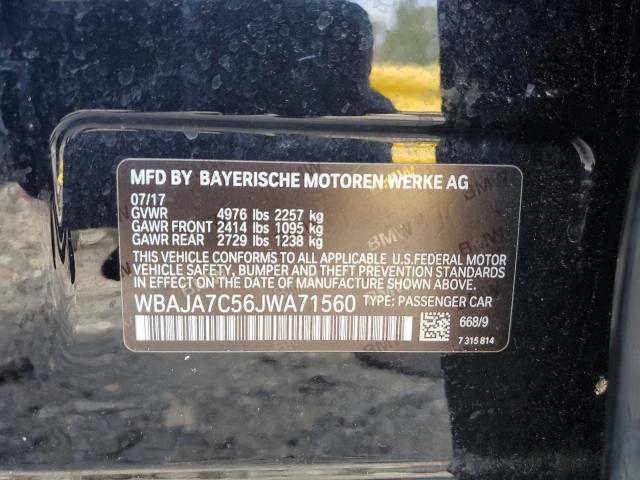 MFD BY BAYERISCHE MOTOREN WERKE AG
07/17
GVWR 4976 lbs 2257 kg
GAWR FRONT 2414 lbs 1095 kg
GAWR REAR 2729 lbs 1238 kg
THIS VEHICLE CONFORMS TO ALL APPLICABLE U.S.FEDERAL MOTOR
VEHICLE SAFETY, BUMPER AND THEFT PREVENTION STANDARDS
IN EFFECT ON THE DATE OF MANUFACTURE SHOWN ABOVE.
WBAJA7C56JWA71560 TYPE: PASSENGER CAR
668/9
7 315 814
BMW
BMW
BMW